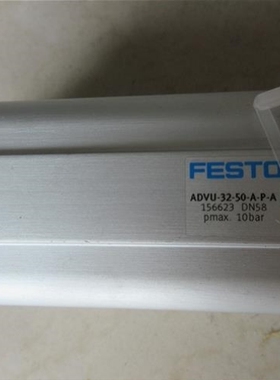 FESTO
ADVU-32-50-A-P-A
156623 DN58
pmax. 10bar